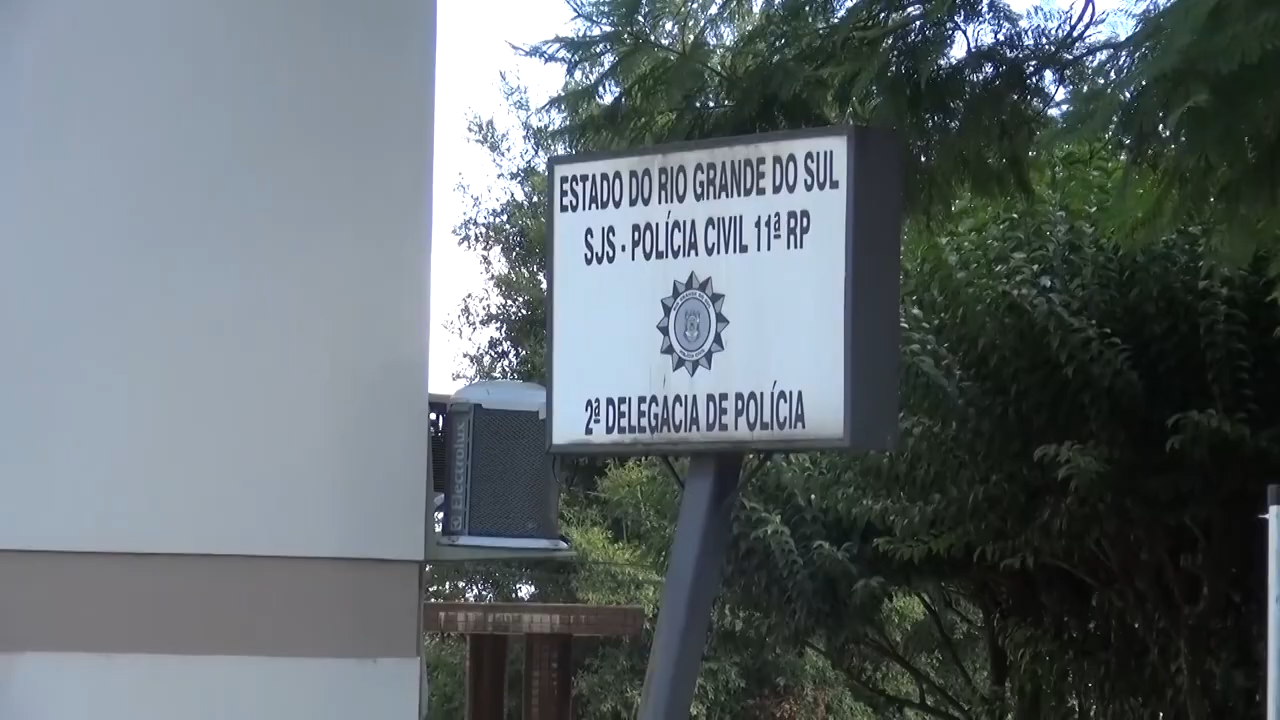 ESTADO DO RIO GRANDE DO SUL
SJS - POLÍCIA CIVIL 11ª RP
2ª DELEGACIA DE POLÍCIA
Electrolux